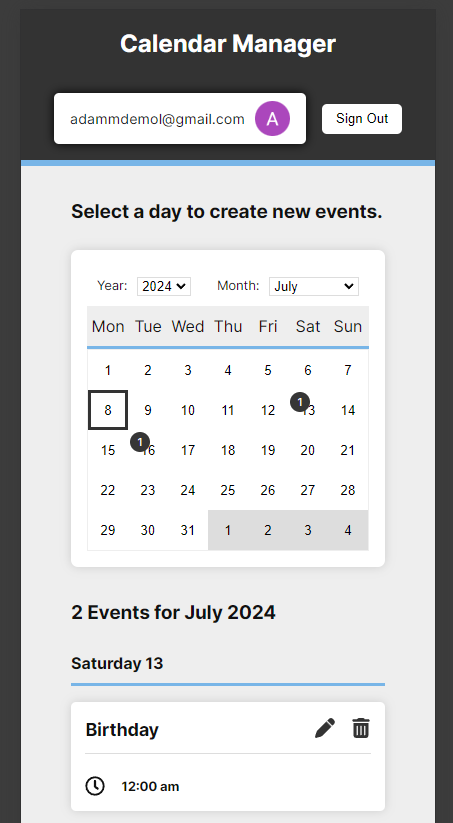 Calendar Manager
adammdemol@gmail.com A Sign Out
Select a day to create new events.
Year: 2024 Month: July
Mon Tue Wed Thu Fri Sat Sun
1 2 3 4 5 6 7
8 9 10 11 12 1 13 14
15 1 16 17 18 19 20 21
22 23 24 25 26 27 28
29 30 31 1 2 3 4
2 Events for July 2024
Saturday 13
Birthday
12:00 am